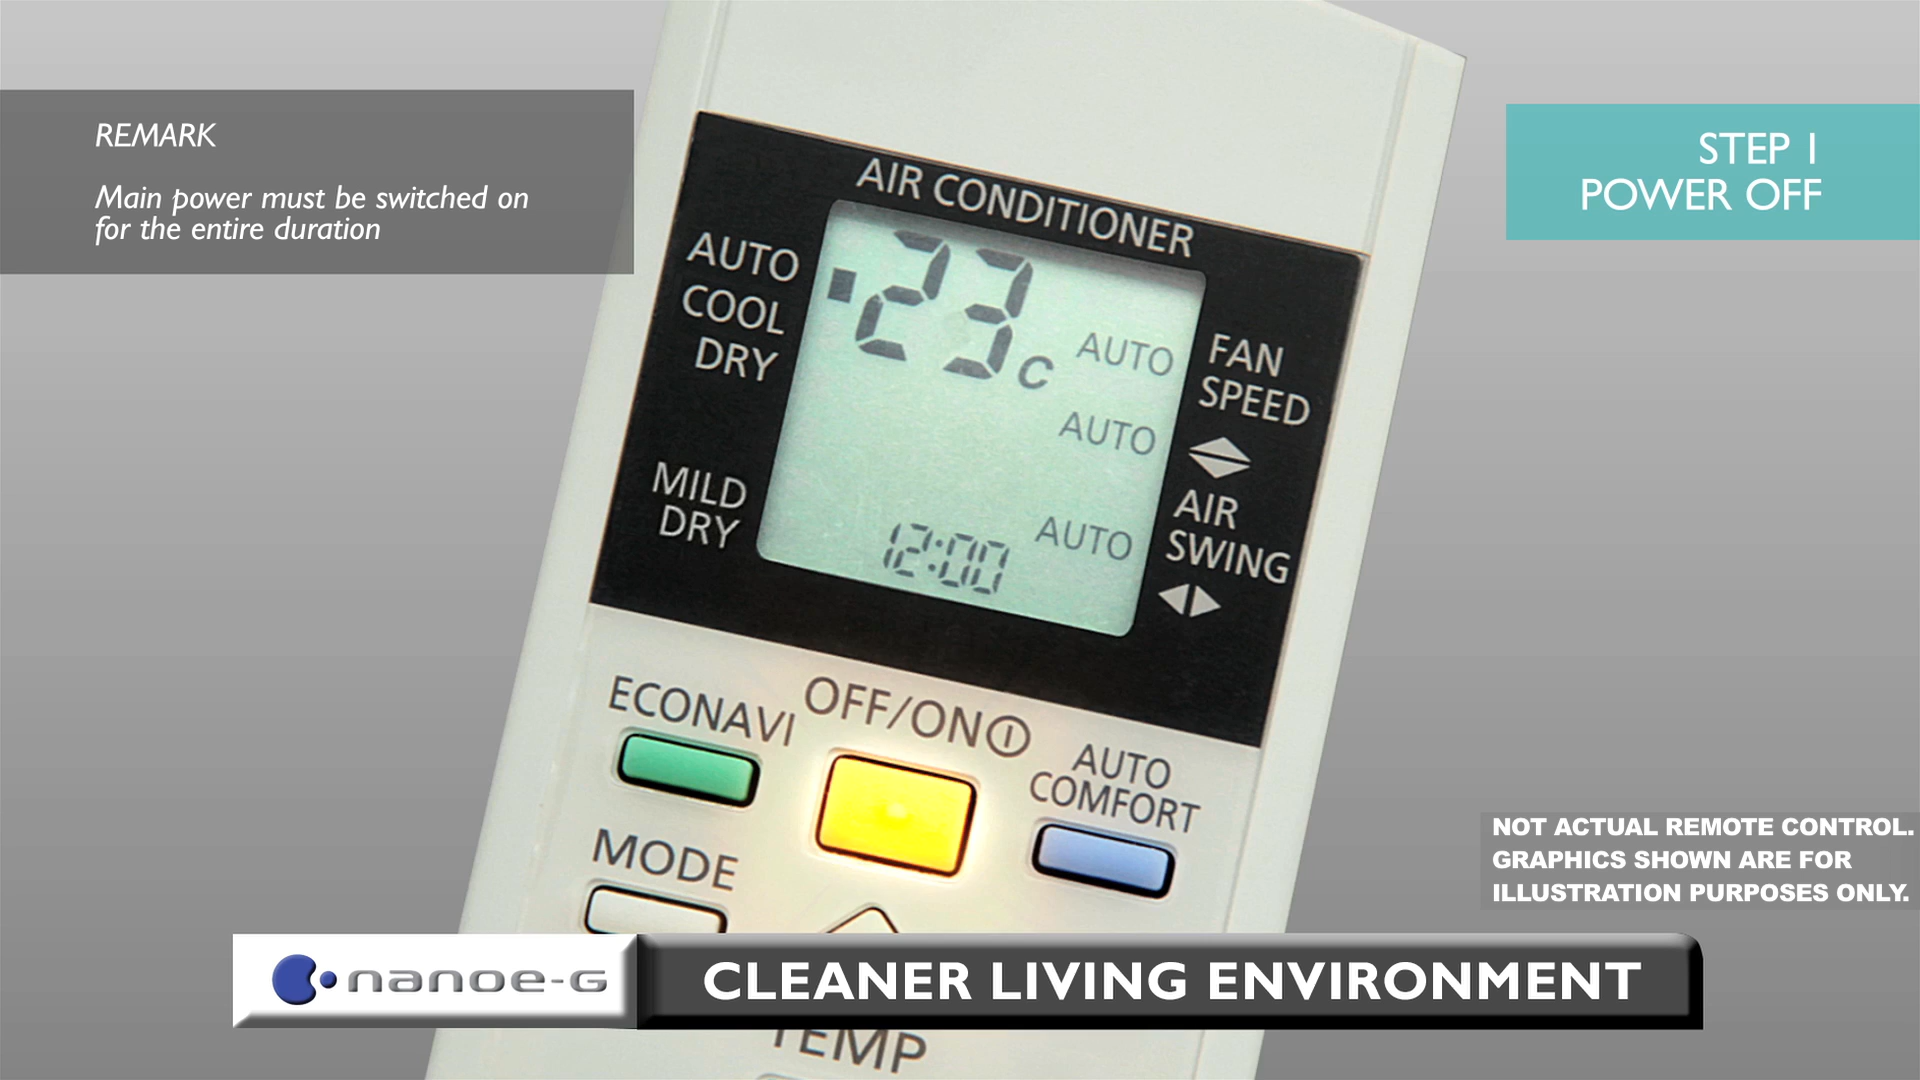 REMARK
Main power must be switched on
for the entire duration
STEP 1
POWER OFF
AIR CONDITIONER
AUTO
COOL
DRY
MILD
DRY
23c
AUTO
AUTO
AUTO
12:00
FAN
SPEED
AIR
SWING
ECONAVI
OFF/ON
AUTO
COMFORT
MODE
TEMP
NOT ACTUAL REMOTE CONTROL.
GRAPHICS SHOWN ARE FOR
ILLUSTRATION PURPOSES ONLY.
nanoe-G
CLEANER LIVING ENVIRONMENT